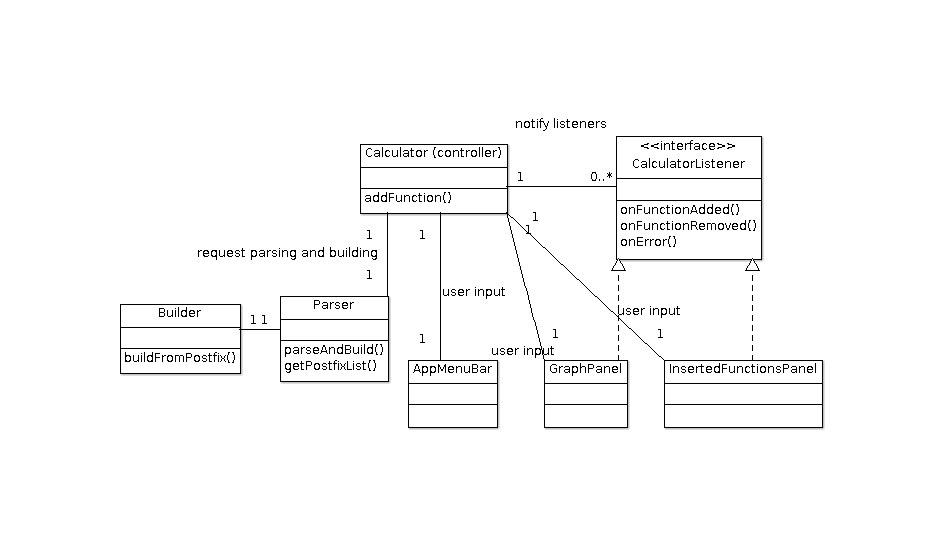 notify listeners
Calculator (controller)
addFunction()
<<interface>>
CalculatorListener
onFunctionAdded()
onFunctionRemoved()
onError()
1
0..*
1
1
1
1
request parsing and building
1
user input
user input
Builder
buildFromPostfix()
1 1
Parser
parseAndBuild()
getPostfixList()
1
1
1
user input
AppMenuBar
GraphPanel
InsertedFunctionsPanel